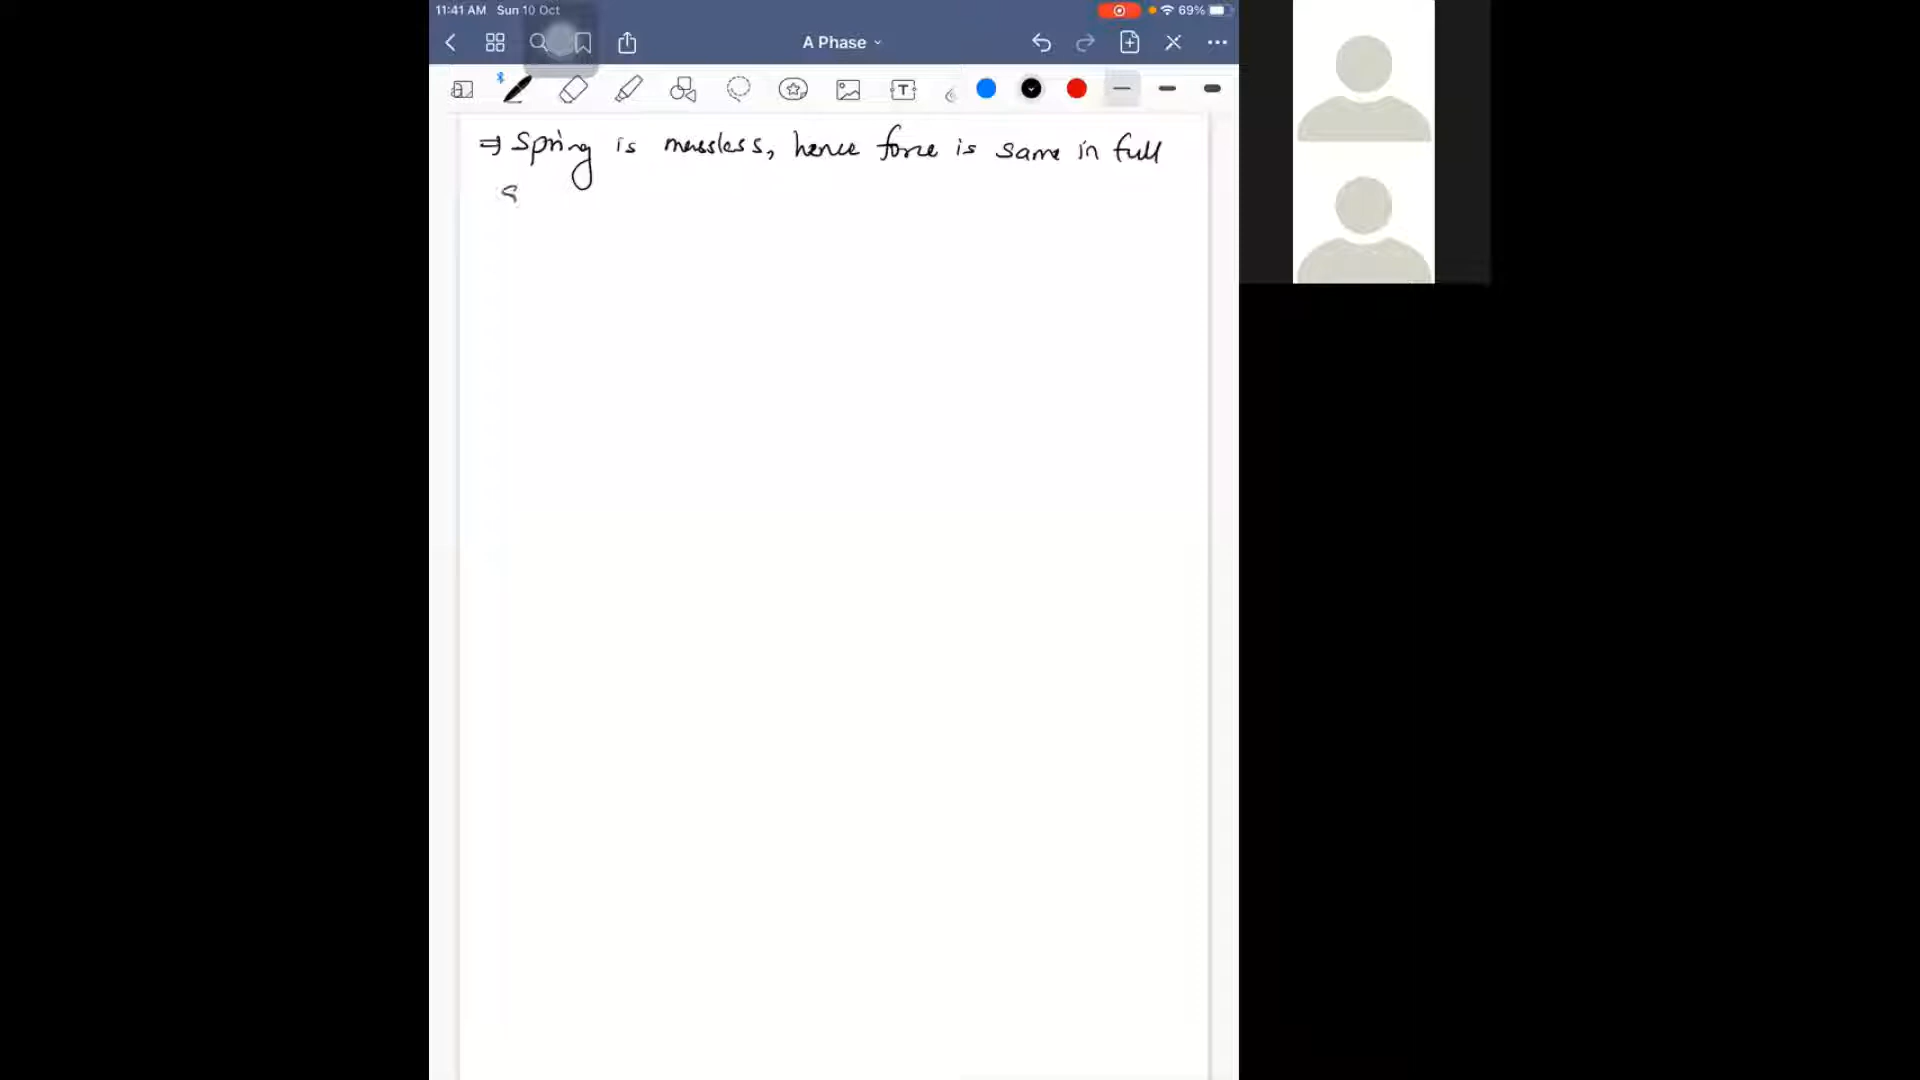 11:41 AM Sun 10 Oct
69%
A Phase
T
⇒ Spring is massless, hence force is same in full
s